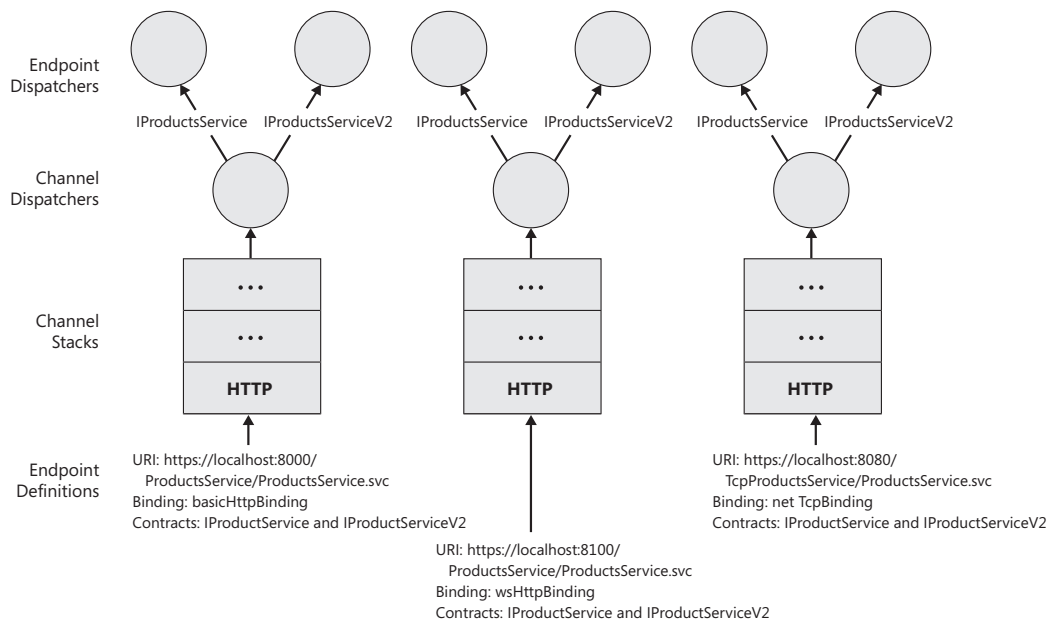 Endpoint
Dispatchers
IProductsService IProductsServiceV2 IProductsService IProductsServiceV2 IProductsService IProductsServiceV2
Channel
Dispatchers
... ... ...
Channel
Stacks
... ... ...
HTTP HTTP HTTP
Endpoint
Definitions
URI: https://localhost:8000/
ProductsService/ProductsService.svc
Binding: basicHttpBinding
Contracts: IProductService and IProductServiceV2
URI: https://localhost:8100/
ProductsService/ProductsService.svc
Binding: wsHttpBinding
Contracts: IProductService and IProductServiceV2
URI: https://localhost:8080/
TcpProductsService/ProductsService.svc
Binding: net TcpBinding
Contracts: IProductService and IProductServiceV2